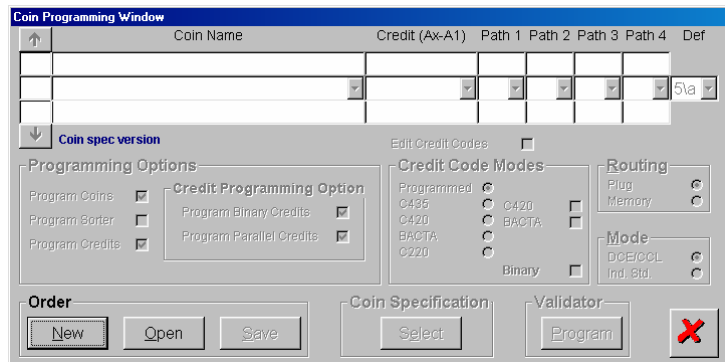 Coin Programming Window
Coin Name Credit (Ax-A1) Path 1 Path 2 Path 3 Path 4 Def
5\a
Coin spec version
Edit Credit Codes
Programming Options
Program Coins
Program Sorter
Program Credits
Credit Programming Option
Program Binary Credits
Program Parallel Credits
Credit Code Modes
Programmed
C435
C420
BACTA
C220
C420
BACTA
Binary
Routing
Plug
Memory
Mode
DCE/CCL
Ind. Std.
Order
New Open Save
Coin Specification
Select
Validator
Program